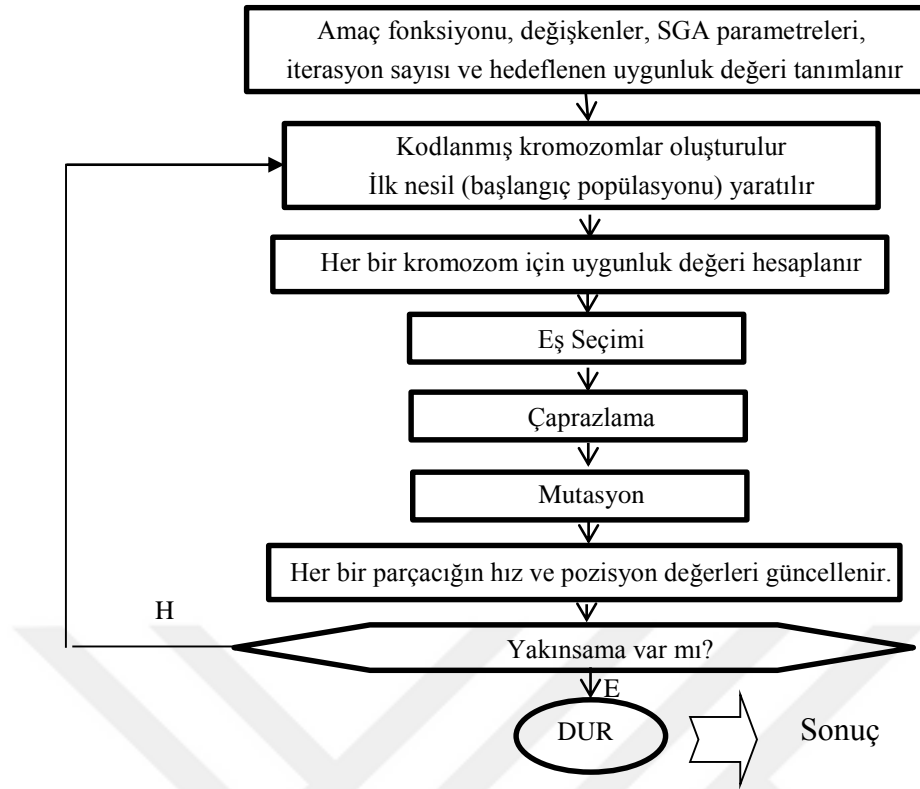 Amaç fonksiyonu, değişkenler, SGA parametreleri,
iterasyon sayısı ve hedeflenen uygunluk değeri tanımlanır
Kodlanmış kromozomlar oluşturulur
İlk nesil (başlangıç popülasyonu) yaratılır
Her bir kromozom için uygunluk değeri hesaplanır
Eş Seçimi
Çaprazlama
Mutasyon
Her bir parçacığın hız ve pozisyon değerleri güncellenir.
H
Yakınsama var mı?
E
DUR
Sonuç